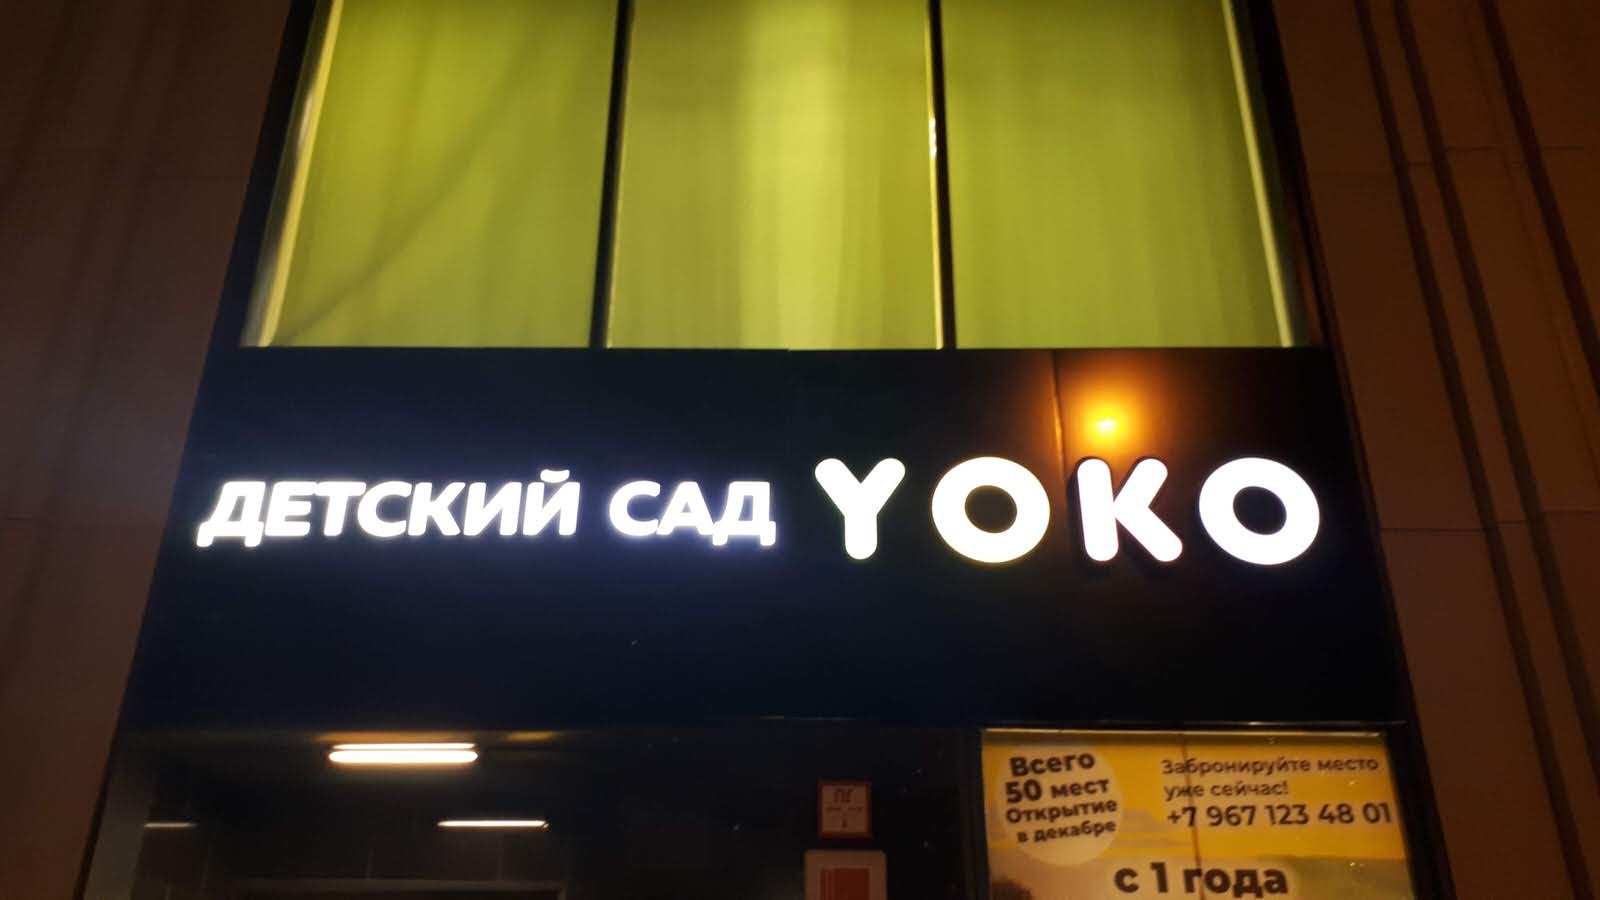 ДЕТСКИЙ САД YOKO
ПГ
Всего
50 мест
Открытие
в декабре
Забронируйте место
уже сейчас!
+7 967 123 48 01
с 1 года